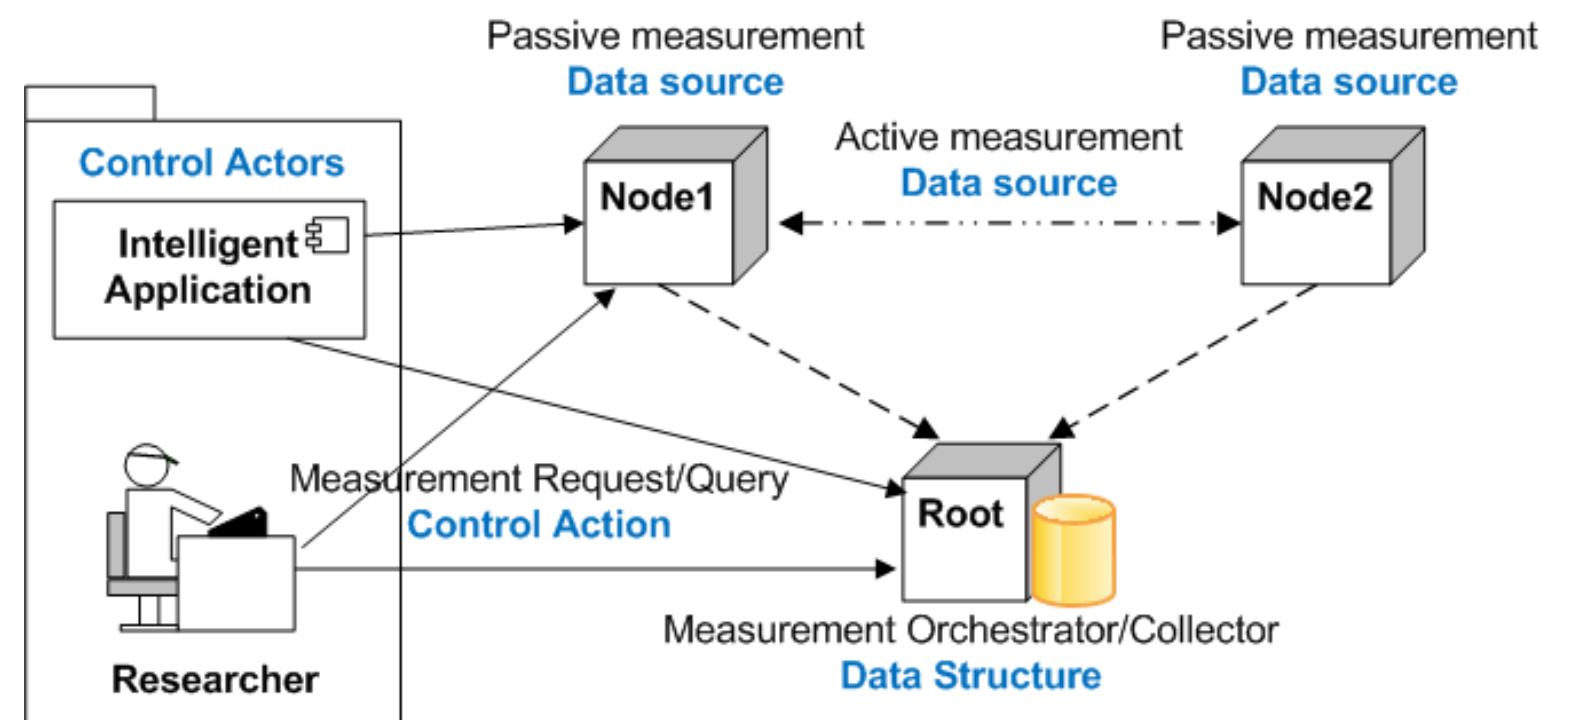 Passive measurement
Data source
Passive measurement
Data source
Active measurement
Data source
Control Actors
Intelligent
Application
Node1
Node2
Measurement Request/Query
Control Action
Root
Measurement Orchestrator/Collector
Data Structure
Researcher